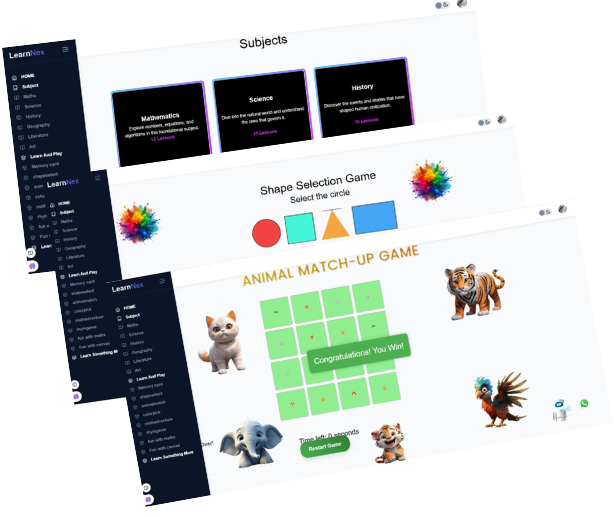 LearnNex
HOME
Subject
Maths
Science
History
Geography
Literature
Art
Learn And Play
Memory card
shapeselect
Subjects
Mathematics
Explore numbers, equations, and
algorithms in this foundational subject.
12 Lessons
Science
Dive into the natural world and understand
the laws that govern it.
15 Lessons
History
Discover the events and stories that have
shaped human civilization.
10 Lessons
LearnNex
HOME
Subject
Maths
Science
History
Geography
Literature
Art
Learn And Play
Memory card
shapeselect
animalmatch
colorpick
rhymegame
fun with maths
Fun with canvas
Learn Something M
Shape Selection Game
Select the circle
LearnNex
HOME
Subject
Maths
Science
History
Geography
Literature
Art
Learn And Play
Memory card
shapeselect
animalmatch
colorpick
rhymegame
fun with maths
Fun with canvas
Learn Something More
ANIMAL MATCH-UP GAME
Congratulations! You Win!
Over!
Time left: 0 seconds
Restart Game